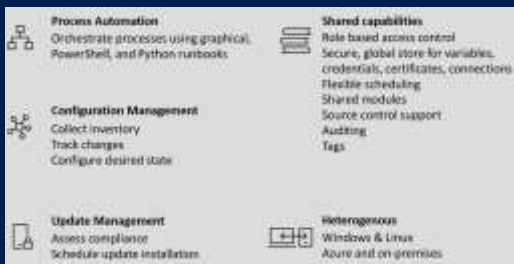 Process Automation
Orchestrate processes using graphical,
PowerShell, and Python runbooks
Configuration Management
Collect inventory
Track changes
Configure desired state
Update Management
Assess compliance
Schedule update installation
Shared capabilities
Role based access control
Secure, global store for variables,
credentials, certificates, connections
Flexible scheduling
Shared modules
Source control support
Auditing
Tags
Heterogenous
Windows & Linux
Azure and on-premises